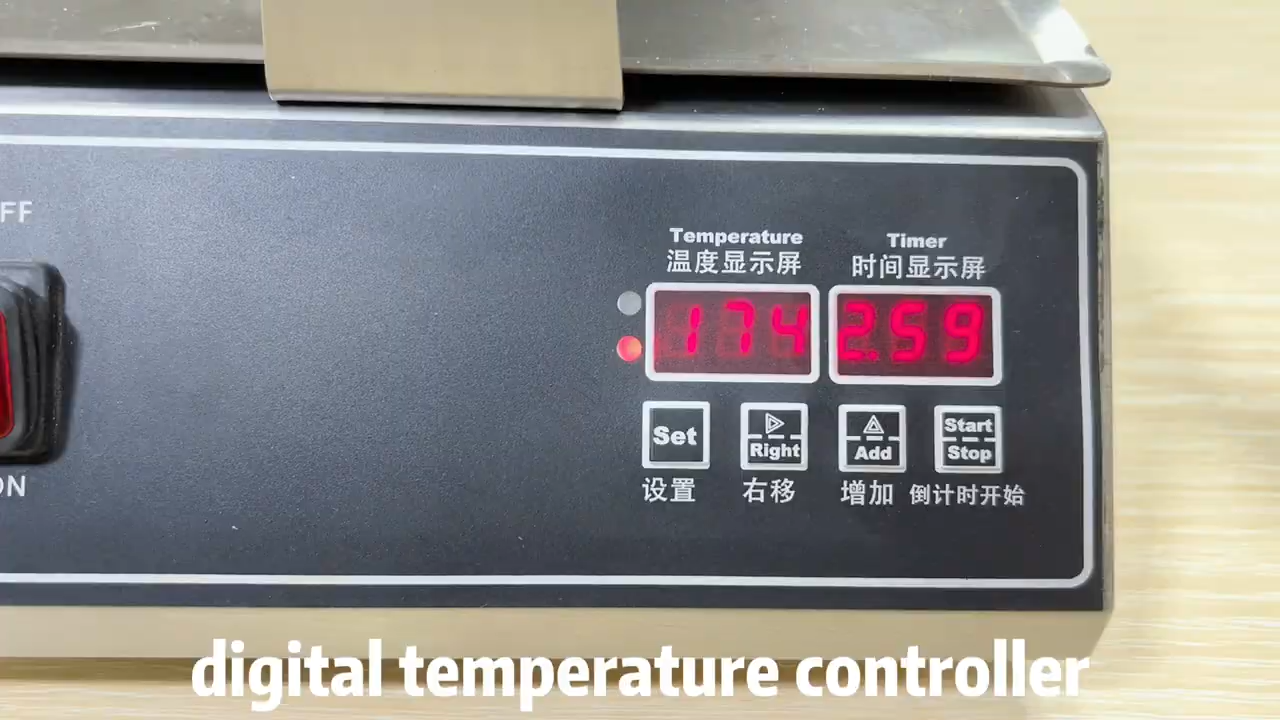 FF
ON
Temperature
温度显示屏
Timer
时间显示屏
174
2.59
Set
Right
Add
Start
Stop
设置
右移
增加
倒计时开始
digital temperature controller